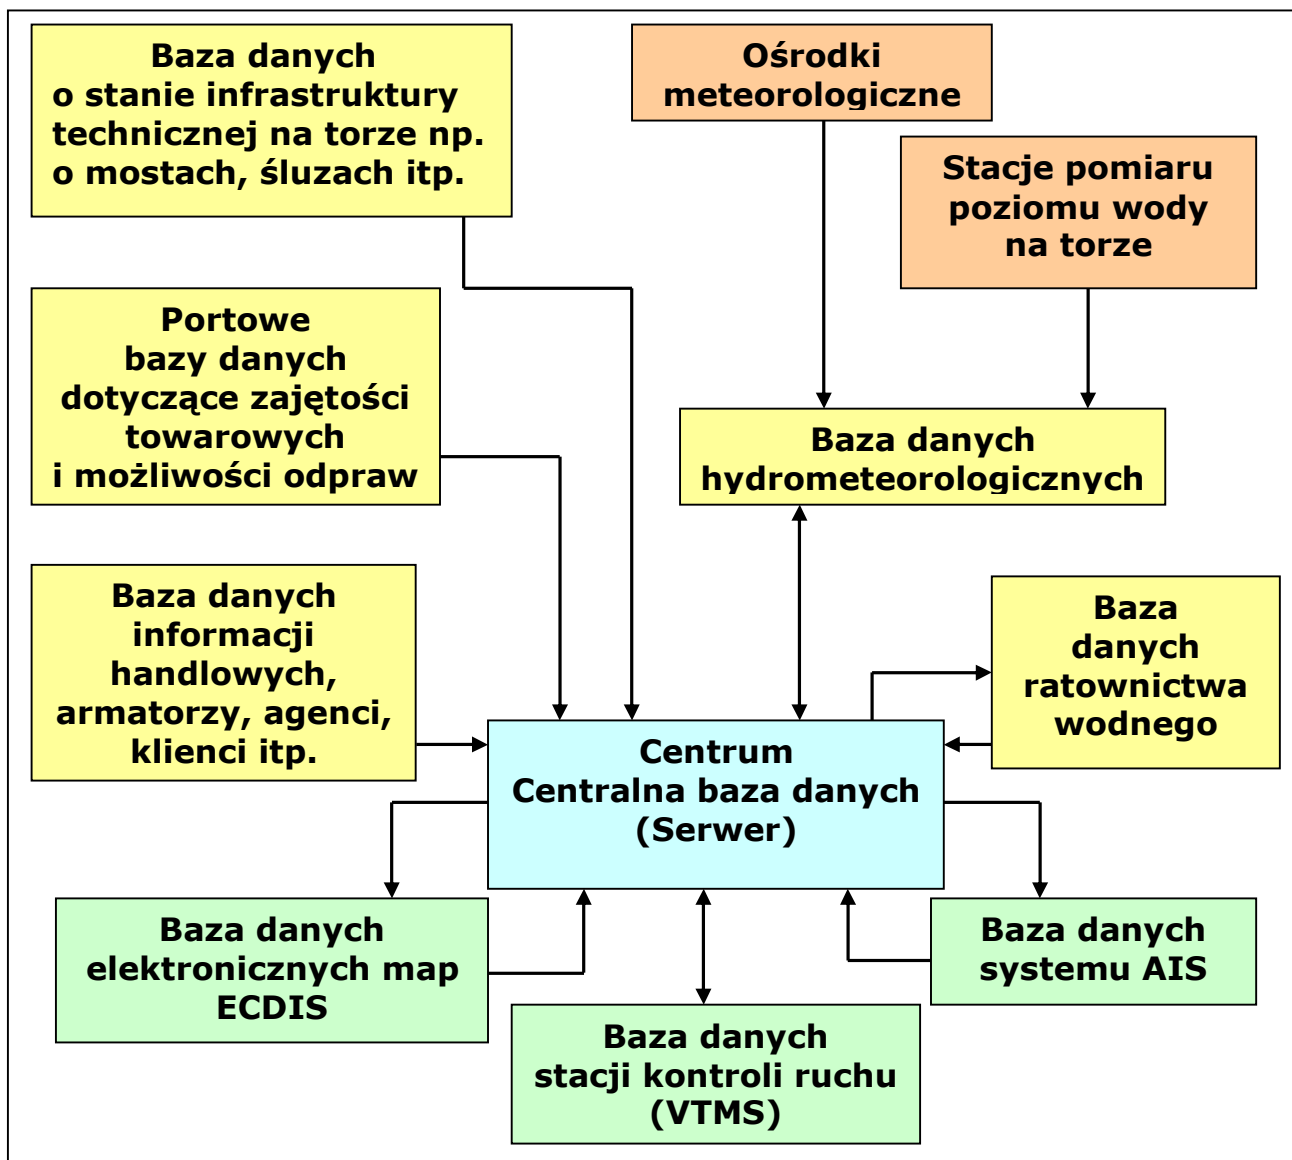 Baza danych
o stanie infrastruktury
technicznej na torze np.
o mostach, śluzach itp.
Ośrodki
meteorologiczne
Stacje pomiaru
poziomu wody
na torze
Portowe
bazy danych
dotyczące zajętości
towarowych
i możliwości odpraw
Baza danych
hydrometeorologicznych
Baza danych
informacji
handlowych,
armatorzy, agenci,
klienci itp.
Baza
danych
ratownictwa
wodnego
Centrum
Centralna baza danych
(Serwer)
Baza danych
elektronicznych map
ECDIS
Baza danych
stacji kontroli ruchu
(VTMS)
Baza danych
systemu AIS